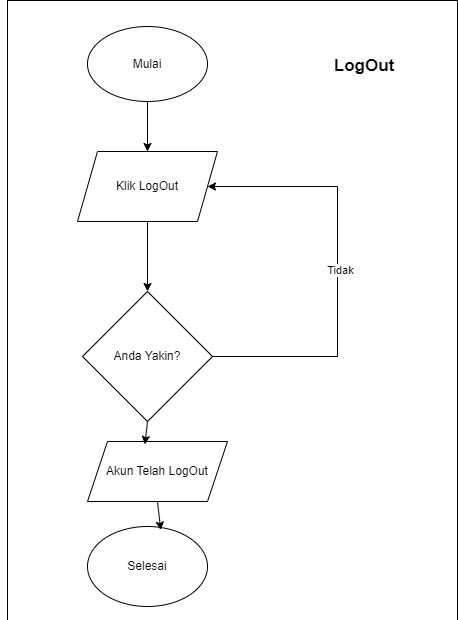 Mulai
LogOut
Klik LogOut
Tidak
Anda Yakin?
Akun Telah LogOut
Selesai